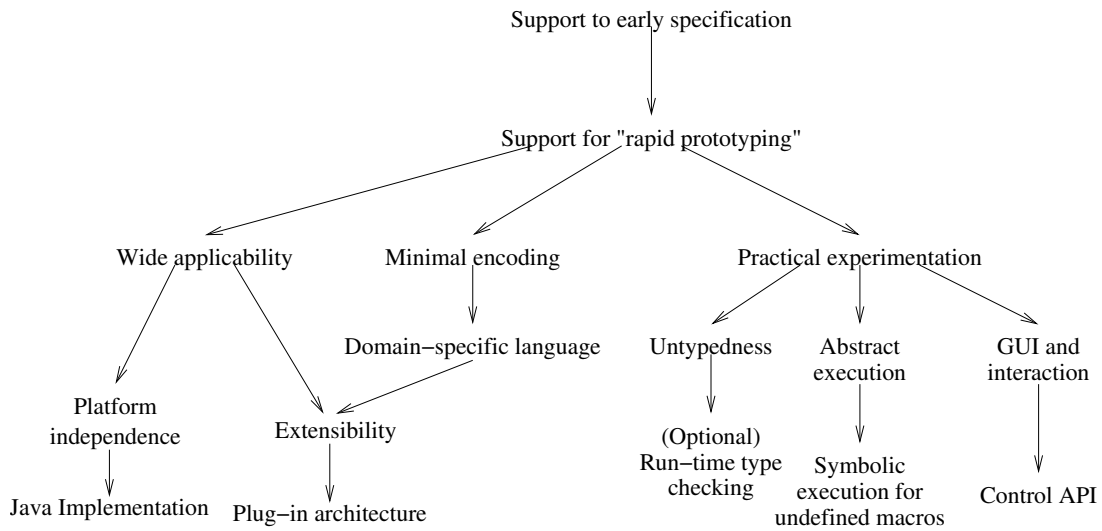 Support to early specification
Support for "rapid prototyping"
Wide applicability
Minimal encoding
Practical experimentation
Domain−specific language
Untypedness
Abstract
execution
GUI and
interaction
Platform
independence
Extensibility
(Optional)
Run−time type
checking
Symbolic
execution for
undefined macros
Control API
Java Implementation
Plug−in architecture